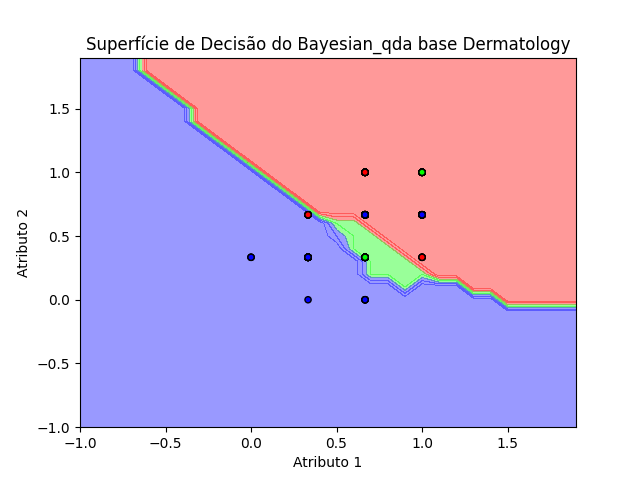 Superfície de Decisão do Bayesian_qda base Dermatology
1.5
1.0
0.5
0.0
−0.5
−1.0
Atributo 2
−1.0 −0.5 0.0 0.5 1.0 1.5
Atributo 1